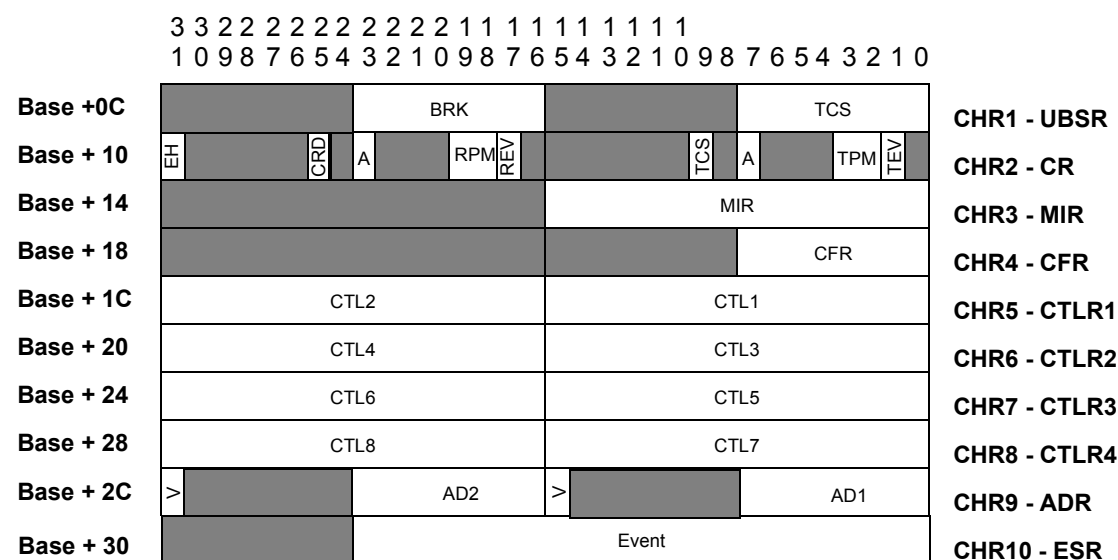 3 3 2 2 2 2 2 2 2 2 2 2 1 1 1 1 1 1 1 1 1 1
1 0 9 8 7 6 5 4 3 2 1 0 9 8 7 6 5 4 3 2 1 0 9 8 7 6 5 4 3 2 1 0
Base +0C BRK TCS CHR1 - UBSR
Base + 10 EH CRD A RPM REV TCS A TPM TEV CHR2 - CR
Base + 14 MIR CHR3 - MIR
Base + 18 CFR CHR4 - CFR
Base + 1C CTL2 CTL1 CHR5 - CTLR1
Base + 20 CTL4 CTL3 CHR6 - CTLR2
Base + 24 CTL6 CTL5 CHR7 - CTLR3
Base + 28 CTL8 CTL7 CHR8 - CTLR4
Base + 2C V AD2 V AD1 CHR9 - ADR
Base + 30 Event CHR10 - ESR